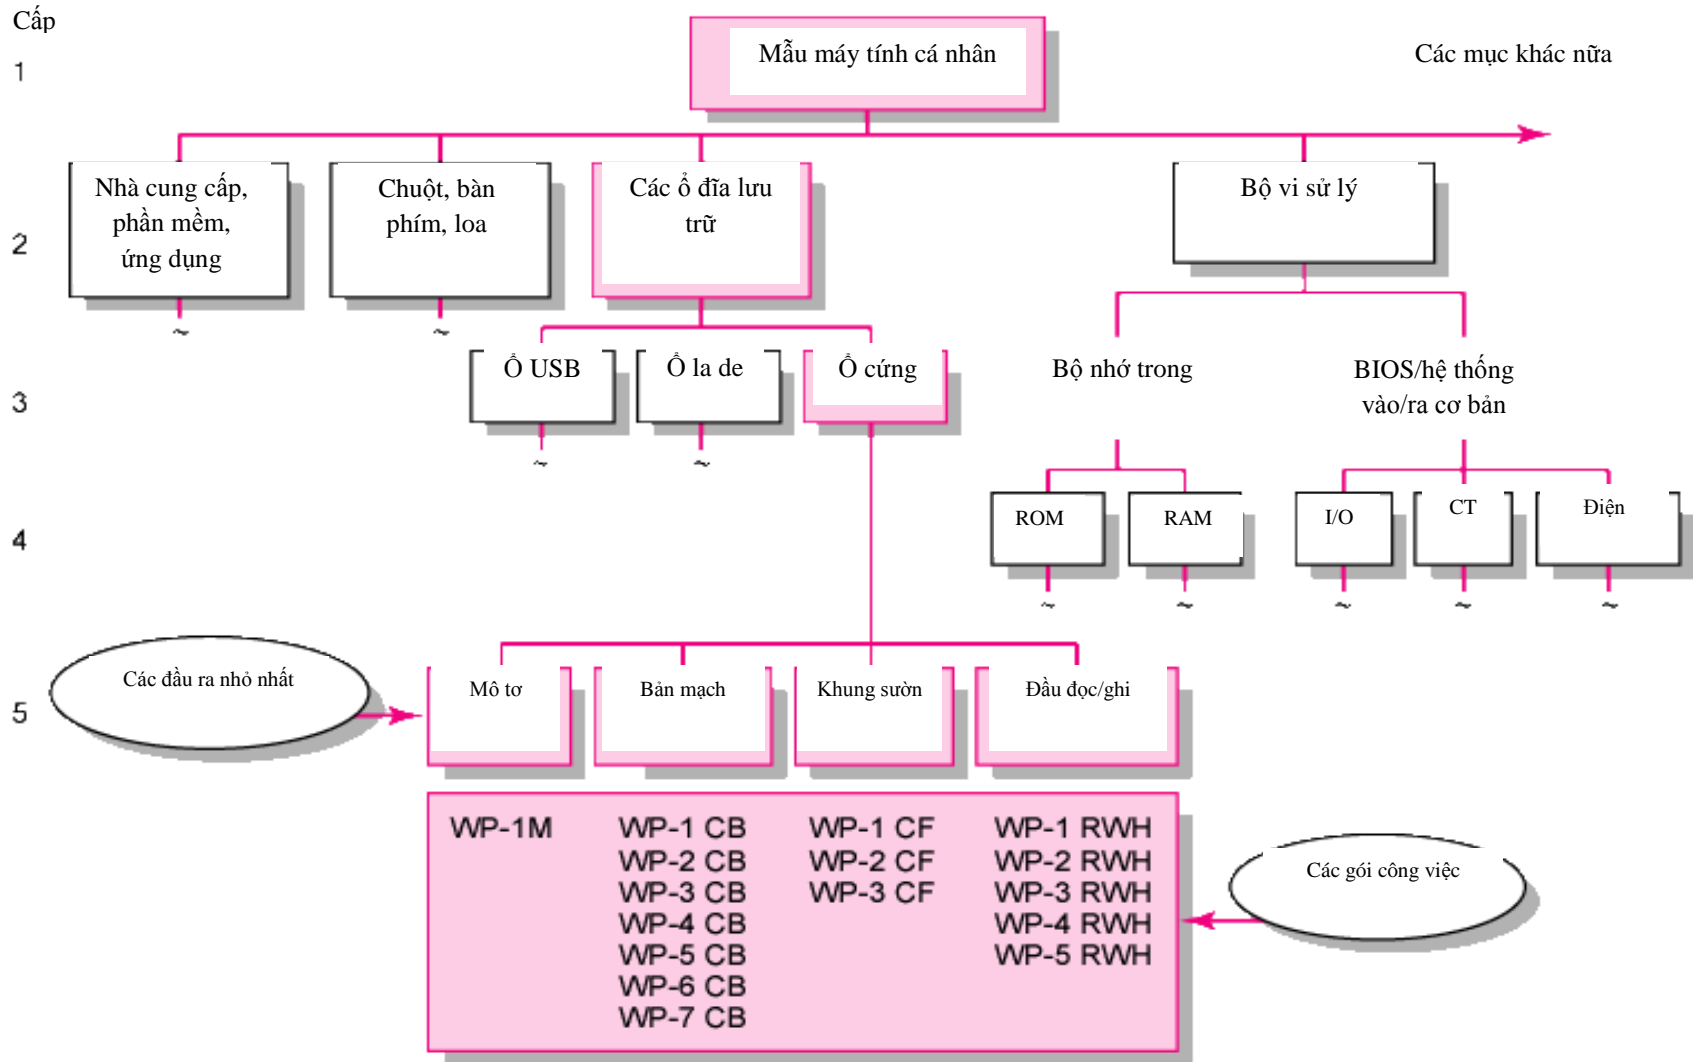 Cấp
1
Mẫu máy tính cá nhân
Các mục khác nữa
2
Nhà cung cấp,
phần mềm,
ứng dụng
Chuột, bàn
phím, loa
Các ổ đĩa lưu
trữ
Bộ vi sử lý
3
Ổ USB
Ổ la de
Ổ cứng
Bộ nhớ trong
BIOS/hệ thống
vào/ra cơ bản
4
ROM
RAM
I/O
CT
Điện
5
Các đầu ra nhỏ nhất
Mô tơ
Bản mạch
Khung sườn
Đầu đọc/ghi
WP-1M
WP-1 CB
WP-2 CB
WP-3 CB
WP-4 CB
WP-5 CB
WP-6 CB
WP-7 CB
WP-1 CF
WP-2 CF
WP-3 CF
WP-1 RWH
WP-2 RWH
WP-3 RWH
WP-4 RWH
WP-5 RWH
Các gói công việc